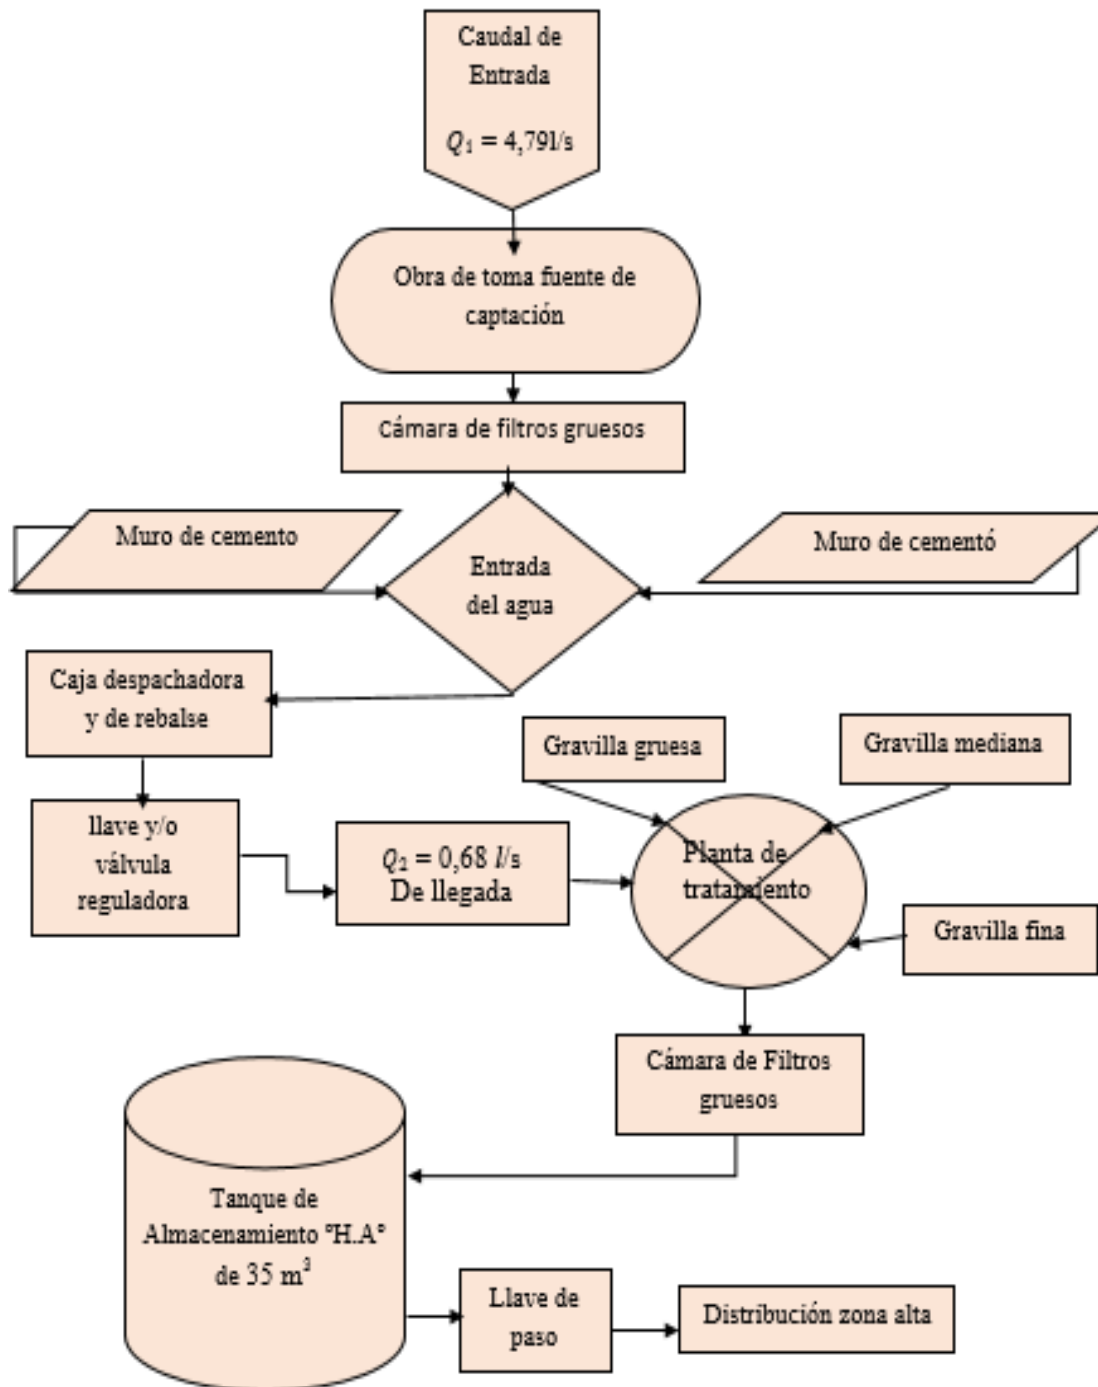 Caudal de
Entrada
Q₁ = 4,79l/s
Obra de toma fuente de
captación
Cámara de filtros gruesos
Muro de cemento
Entrada
del agua
Muro de cementó
Caja despachadora
y de rebalse
Gravilla gruesa
Gravilla mediana
llave y/o
válvula
reguladora
Q₂ = 0,68 l/s
De llegada
Planta de
tratamiento
Gravilla fina
Cámara de Filtros
gruesos
Tanque de
Almacenamiento °H.A°
de 35 m³
Llave de
paso
Distribución zona alta